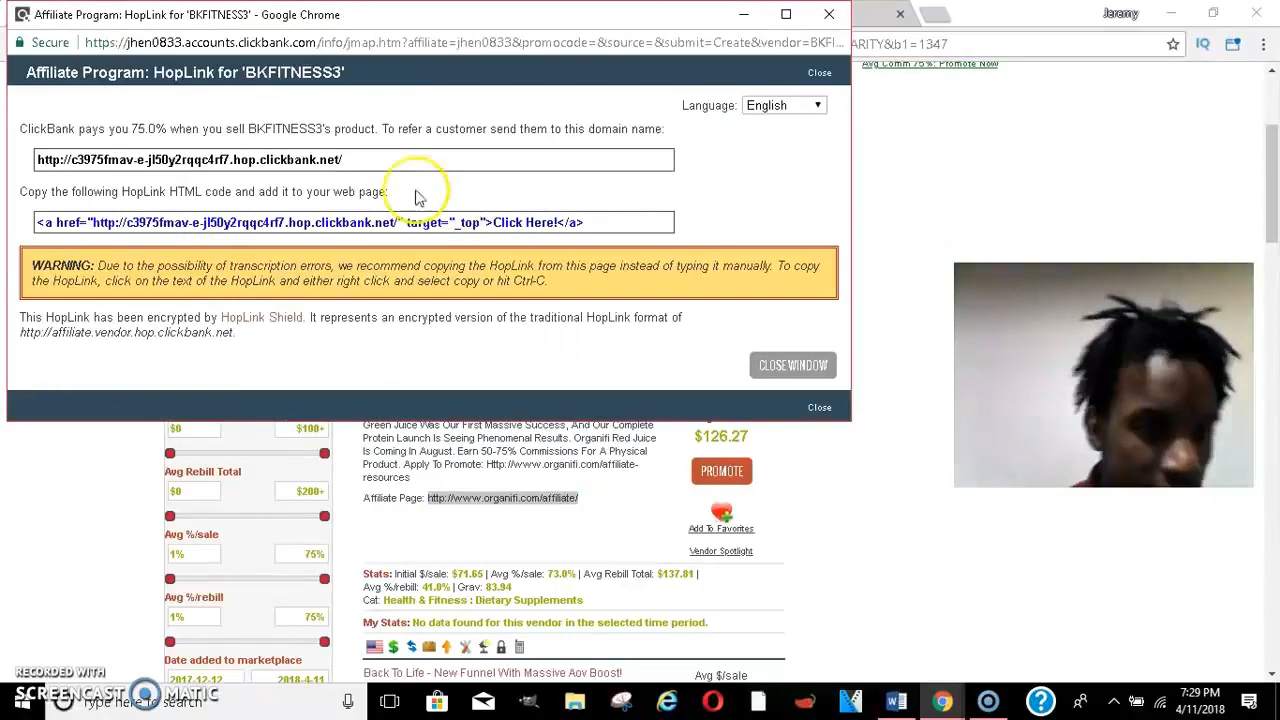 Affiliate Program: HopLink for 'BKFITNESS3' - Google Chrome
Jeremy
Secure
https://jhen0833.accounts.clickbank.com/info/jmap.htm?affiliate=jhen0833&promocode=&source=&submit=Create&vendor=BKFI...
ARITY&b1=1347
Affiliate Program: HopLink for 'BKFITNESS3'
Close
Avg Comm 75%: Promote Now
Language: English
ClickBank pays you 75.0% when you sell BKFITNESS3's product. To refer a customer send them to this domain name:
http://c3975fmav-e-jl50y2rqqc4rf7.hop.clickbank.net/
Copy the following HopLink HTML code and add it to your web page:
<a href="http://c3975fmav-e-jl50y2rqqc4rf7.hop.clickbank.net/" target="_top">Click Here!</a>
WARNING: Due to the possibility of transcription errors, we recommend copying the HopLink from this page instead of typing it manually. To copy
the HopLink, click on the text of the HopLink and either right click and select copy or hit Ctrl-C.
This HopLink has been encrypted by HopLink Shield. It represents an encrypted version of the traditional HopLink format of
http://affiliate.vendor.hop.clickbank.net.
CLOSE WINDOW
Close
$0
$100+
Avg Rebill Total
$0
$200+
Avg %/sale
1%
75%
Avg %/rebill
1%
75%
Date added to marketplace
2017-12-12
2018-4-11
Green Juice Was Our First Massive Success, And Our Complete
Protein Launch Is Seeing Phenomenal Results. Organifi Red Juice
Is Coming In August. Earn 50-75% Commissions For A Physical
Product. Apply To Promote: Http://www.organifi.com/affiliate-
resources
Affiliate Page: http://www.organifi.com/affiliate/
$126.27
PROMOTE
Add To Favorites
Vendor Spotlight
Stats: Initial $/sale: $71.65 | Avg %/sale: 73.0% | Avg Rebill Total: $137.81 |
Avg %/rebill: 41.0% | Grav: 83.94
Cat: Health & Fitness : Dietary Supplements
My Stats: No data found for this vendor in the selected time period.
Back To Life - New Funnel With Massive Aov Boost!
Avg $/sale
RECORDED WITH
SCREENCAST MATIC
Type here to search
7:29 PM
4/11/2018